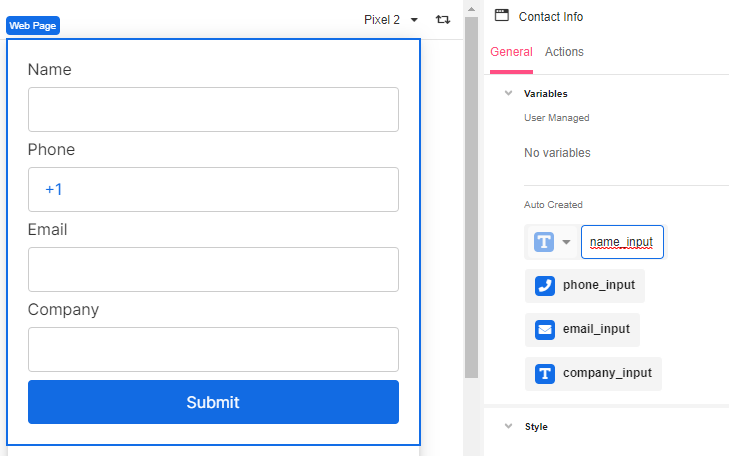 Web Page
Pixel 2
Name
Phone
+1
Email
Company
Submit
Contact Info
General Actions
Variables
User Managed
No variables
Auto Created
T name_input
phone_input
email_input
T company_input
Style